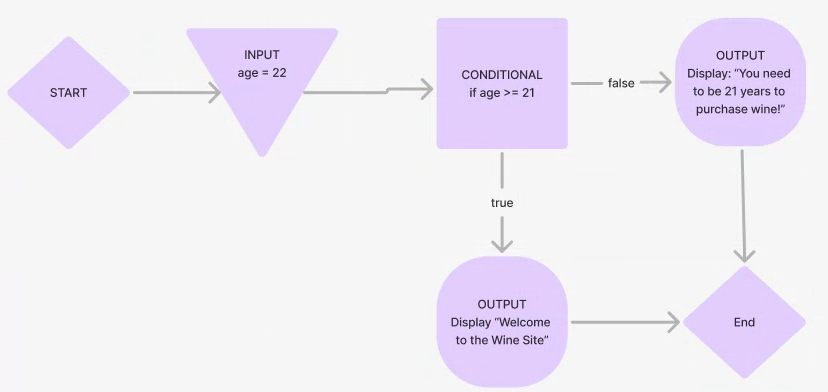 START
INPUT
age = 22
CONDITIONAL
if age >= 21
false
OUTPUT
Display: “You need
to be 21 years to
purchase wine!”
true
OUTPUT
Display “Welcome
to the Wine Site”
End